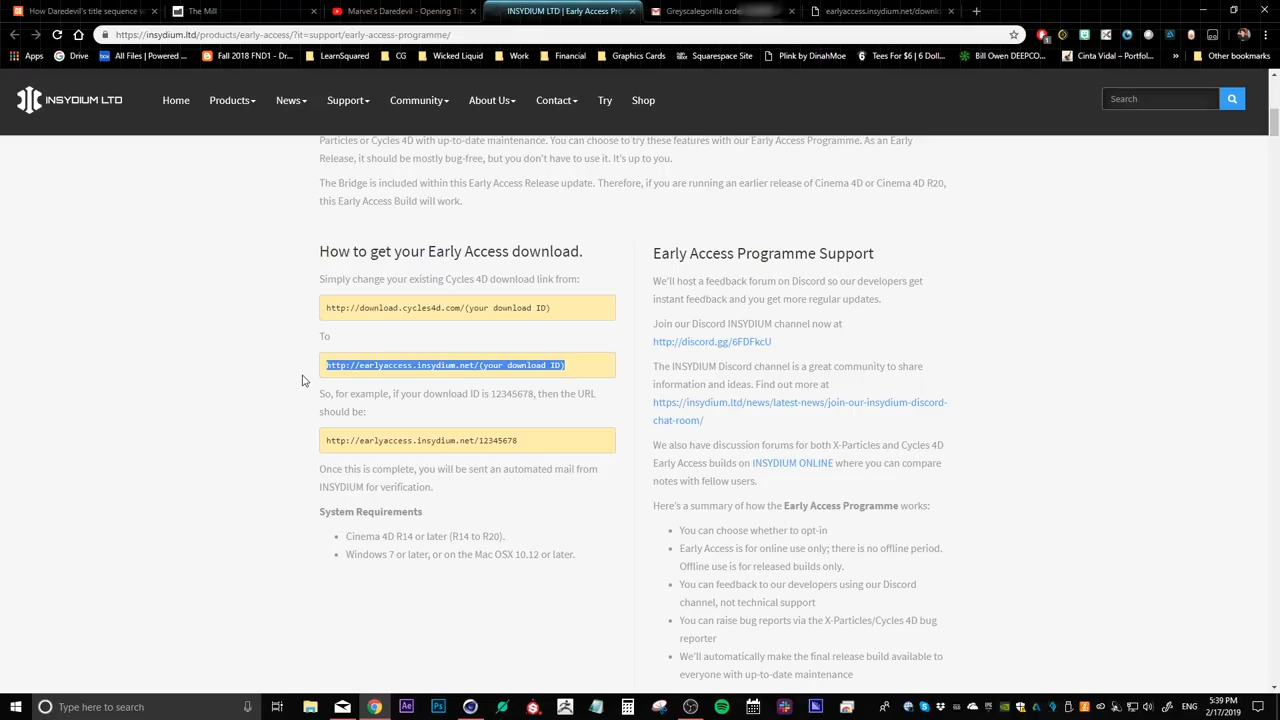 How Daredevil's title sequence w
The Mill
Marvel's Daredevil - Opening Ti
INSYDIUM LTD | Early Access Pro
Greyscalegorilla orde
earlyaccess.insydium.net/downl
https://insydium.ltd/products/early-access/?it=support/early-access-programme/
Apps
Drive
All Files | Powered ...
Fall 2018 FND1 - Dr...
LearnSquared
CG
Wicked Liquid
Work
Financial
Graphics Cards
Squarespace Site
Plink by DinahMoe
Tees For $6 | 6 Doll...
Bill Owen DEEPCO...
Cinta Vidal – Portfol...
Other bookmarks
INSYDIUM LTD
Home
Products
News
Support
Community
About Us
Contact
Try
Shop
Search
Particles or Cycles 4D with up-to-date maintenance. You can choose to try these features with our Early Access Programme. As an Early
Release, it should be mostly bug-free, but you don't have to use it. It's up to you.
The Bridge is included within this Early Access Release update. Therefore, if you are running an earlier release of Cinema 4D or Cinema 4D R20,
this Early Access Build will work.
How to get your Early Access download.
Simply change your existing Cycles 4D download link from:
http://download.cycles4d.com/(your download ID)
To
http://earlyaccess.insydium.net/(your download ID)
So, for example, if your download ID is 12345678, then the URL
should be:
http://earlyaccess.insydium.net/12345678
Once this is complete, you will be sent an automated mail from
INSYDIUM for verification.
System Requirements
Cinema 4D R14 or later (R14 to R20).
Windows 7 or later, or on the Mac OSX 10.12 or later.
Early Access Programme Support
We'll host a feedback forum on Discord so our developers get
instant feedback and you get more regular updates.
Join our Discord INSYDIUM channel now at
http://discord.gg/6FDFkcU
The INSYDIUM Discord channel is a great community to share
information and ideas. Find out more at
https://insydium.ltd/news/latest-news/join-our-insydium-discord-
chat-room/
We also have discussion forums for both X-Particles and Cycles 4D
Early Access builds on INSYDIUM ONLINE where you can compare
notes with fellow users.
Here's a summary of how the Early Access Programme works:
You can choose whether to opt-in
Early Access is for online use only; there is no offline period.
Offline use is for released builds only.
You can feedback to our developers using our Discord
channel, not technical support
You can raise bug reports via the X-Particles/Cycles 4D bug
reporter
We'll automatically make the final release build available to
everyone with up-to-date maintenance
Type here to search
Ae
Ps
5:39 PM
2/17/2019